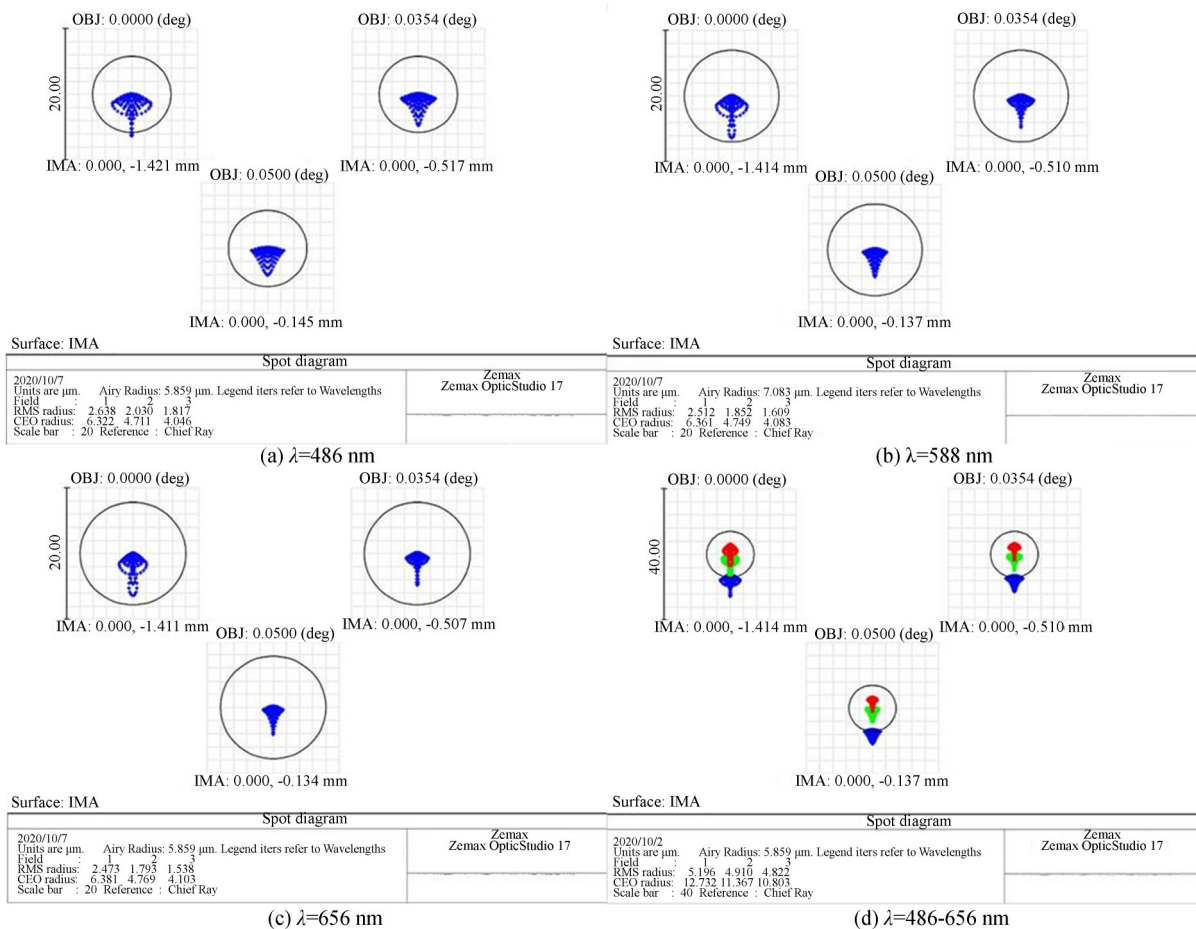 OBJ: 0.0000 (deg)
OBJ: 0.0354 (deg)
20.00
IMA: 0.000, -1.421 mm
IMA: 0.000, -0.517 mm
OBJ: 0.0500 (deg)
IMA: 0.000, -0.145 mm
Surface: IMA
Spot diagram
2020/10/7
Units are μm. Airy Radius: 5.859 μm. Legend iters refer to Wavelengths
Field : 1 2 3
RMS radius: 2.638 2.030 1.817
CEO radius: 6.322 4.711 4.046
Scale bar : 20 Reference : Chief Ray
Zemax
Zemax OpticStudio 17
(a) λ=486 nm
OBJ: 0.0000 (deg)
OBJ: 0.0354 (deg)
20.00
IMA: 0.000, -1.414 mm
IMA: 0.000, -0.510 mm
OBJ: 0.0500 (deg)
IMA: 0.000, -0.137 mm
Surface: IMA
Spot diagram
2020/10/7
Units are μm. Airy Radius: 7.083 μm. Legend iters refer to Wavelengths
Field : 1 2 3
RMS radius: 2.512 1.852 1.609
CEO radius: 6.361 4.749 4.083
Scale bar : 20 Reference : Chief Ray
Zemax
Zemax OpticStudio 17
(b) λ=588 nm
OBJ: 0.0000 (deg)
OBJ: 0.0354 (deg)
20.00
IMA: 0.000, -1.411 mm
IMA: 0.000, -0.507 mm
OBJ: 0.0500 (deg)
IMA: 0.000, -0.134 mm
Surface: IMA
Spot diagram
2020/10/7
Units are μm. Airy Radius: 5.859 μm. Legend iters refer to Wavelengths
Field : 1 2 3
RMS radius: 2.473 1.793 1.538
CEO radius: 6.381 4.769 4.103
Scale bar : 20 Reference : Chief Ray
Zemax
Zemax OpticStudio 17
(c) λ=656 nm
OBJ: 0.0000 (deg)
OBJ: 0.0354 (deg)
40.00
IMA: 0.000, -1.414 mm
IMA: 0.000, -0.510 mm
OBJ: 0.0500 (deg)
IMA: 0.000, -0.137 mm
Surface: IMA
Spot diagram
2020/10/2
Units are μm. Airy Radius: 5.859 μm. Legend iters refer to Wavelengths
Field : 1 2 3
RMS radius: 5.196 4.910 4.822
CEO radius: 12.732 11.367 10.803
Scale bar : 40 Reference : Chief Ray
Zemax
Zemax OpticStudio 17
(d) λ=486-656 nm